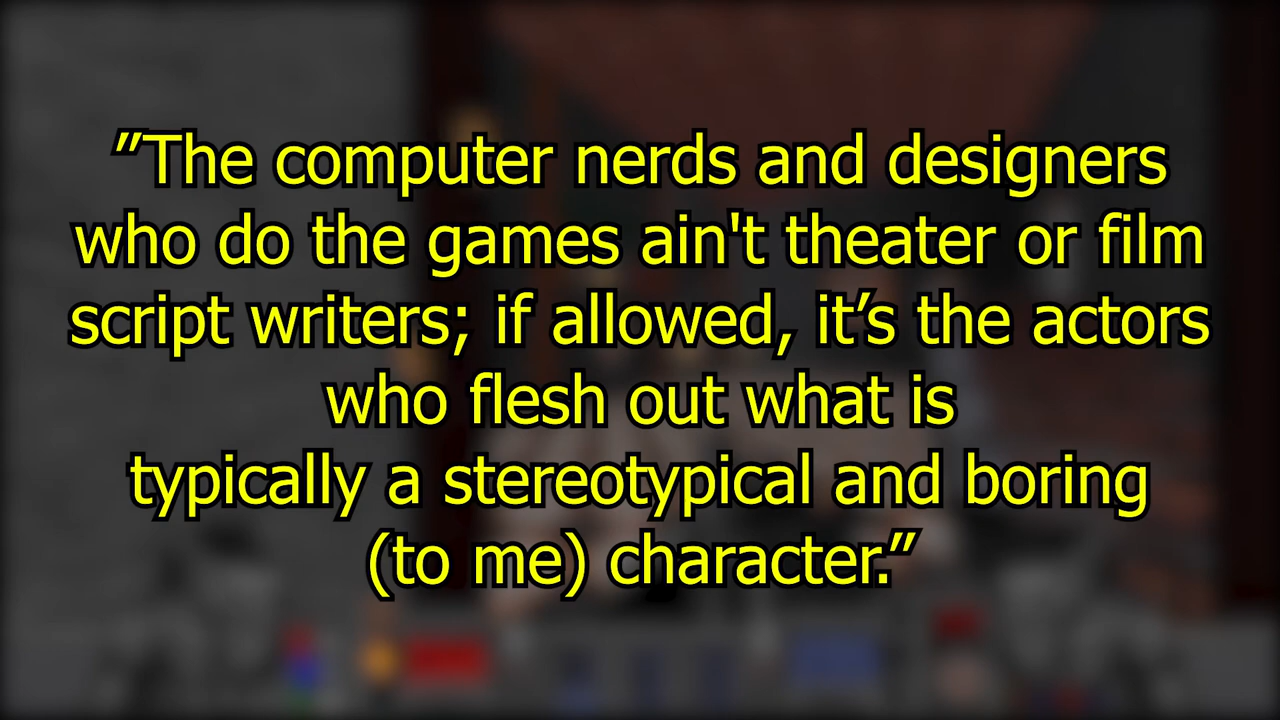 ”The computer nerds and designers
who do the games ain't theater or film
script writers; if allowed, it’s the actors
who flesh out what is
typically a stereotypical and boring
(to me) character.”